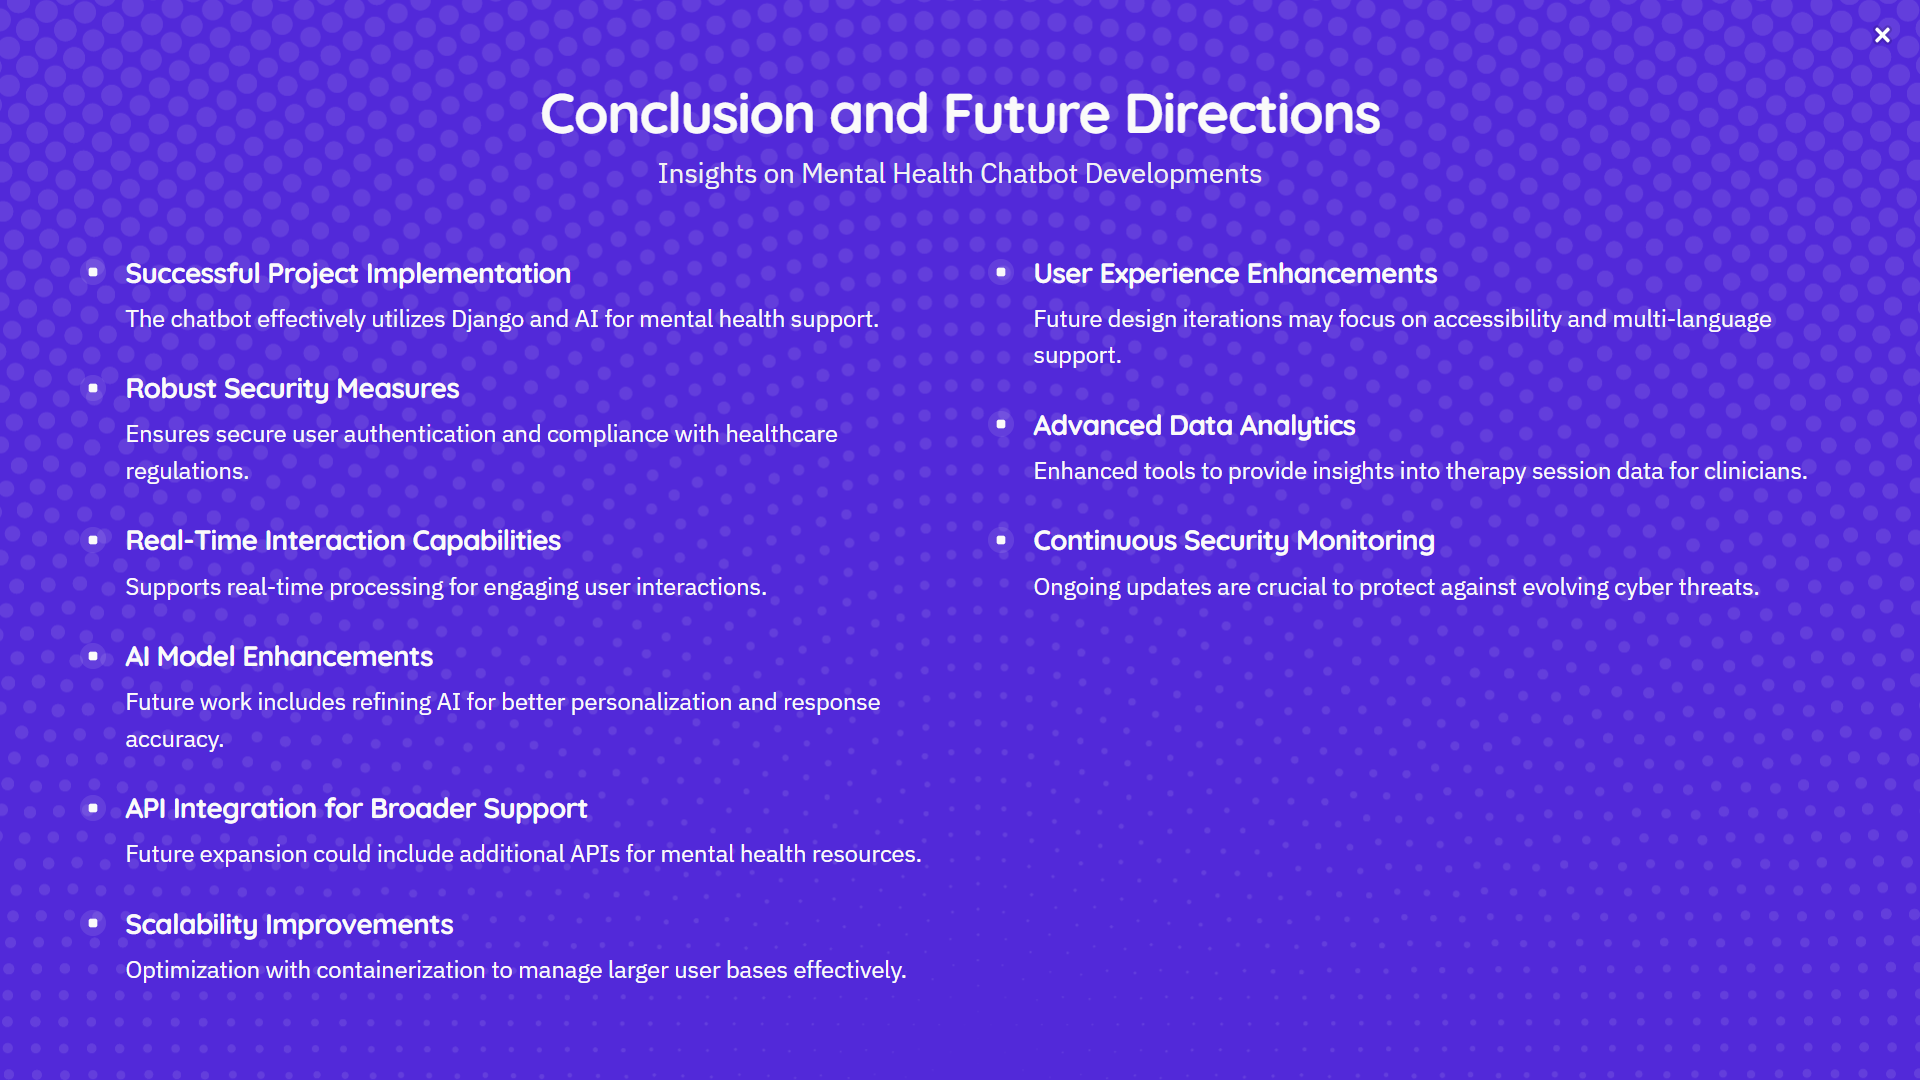 Conclusion and Future Directions
Insights on Mental Health Chatbot Developments
Successful Project Implementation
The chatbot effectively utilizes Django and AI for mental health support.
Robust Security Measures
Ensures secure user authentication and compliance with healthcare
regulations.
Real-Time Interaction Capabilities
Supports real-time processing for engaging user interactions.
AI Model Enhancements
Future work includes refining AI for better personalization and response
accuracy.
API Integration for Broader Support
Future expansion could include additional APIs for mental health resources.
Scalability Improvements
Optimization with containerization to manage larger user bases effectively.
User Experience Enhancements
Future design iterations may focus on accessibility and multi-language
support.
Advanced Data Analytics
Enhanced tools to provide insights into therapy session data for clinicians.
Continuous Security Monitoring
Ongoing updates are crucial to protect against evolving cyber threats.